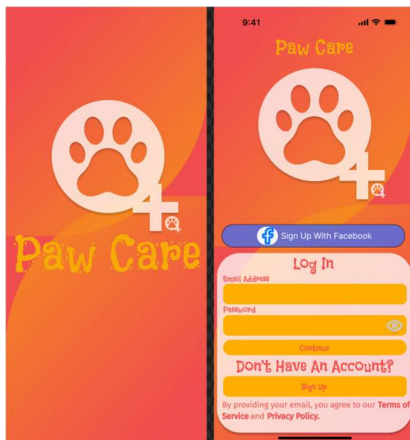 Paw Care
9:41
Paw Care
Sign Up With Facebook
Log In
Email Address
Password
Continue
Don't Have An Account?
Sign Up
By providing your email, you agree to our Terms of
Service and Privacy Policy.